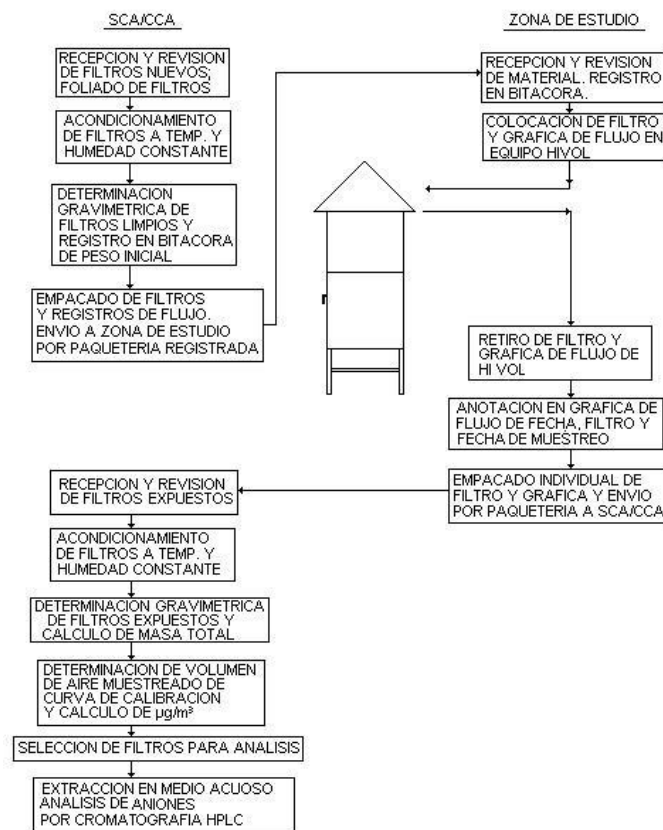 SCA/CCA
RECEPCION Y REVISION
DE FILTROS NUEVOS;
FOLIADO DE FILTROS
ACONDICIONAMIENTO
DE FILTROS A TEMP. Y
HUMEDAD CONSTANTE
DETERMINACION
GRAVIMETRICA DE
FILTROS LIMPIOS Y
REGISTRO EN BITACORA
DE PESO INICIAL
EMPACADO DE FILTROS
Y REGISTROS DE FLUJO.
ENVIO A ZONA DE ESTUDIO
POR PAQUETERIA REGISTRADA
ZONA DE ESTUDIO
RECEPCION Y REVISION
DE MATERIAL. REGISTRO
EN BITACORA.
COLOCACION DE FILTRO
Y GRAFICA DE FLUJO EN
EQUIPO HIVOL
RETIRO DE FILTRO Y
GRAFICA DE FLUJO DE
HI VOL
ANOTACION EN GRAFICA DE
FLUJO DE FECHA, FILTRO Y
FECHA DE MUESTREO
EMPACADO INDIVIDUAL DE
FILTRO Y GRAFICA Y ENVIO
POR PAQUETERIA A SCA/CCA
RECEPCION Y REVISION
DE FILTROS EXPUESTOS
ACONDICIONAMIENTO
DE FILTROS A TEMP. Y
HUMEDAD CONSTANTE
DETERMINACION GRAVIMETRICA
DE FILTROS EXPUESTOS Y
CALCULO DE MASA TOTAL
DETERMINACION DE VOLUMEN
DE AIRE MUESTREADO DE
CURVA DE CALIBRACION
Y CALCULO DE µg/m³
SELECCION DE FILTROS PARA ANALISIS
EXTRACCION EN MEDIO ACUOSO
ANALISIS DE ANIONES
POR CROMATOGRAFIA HPLC